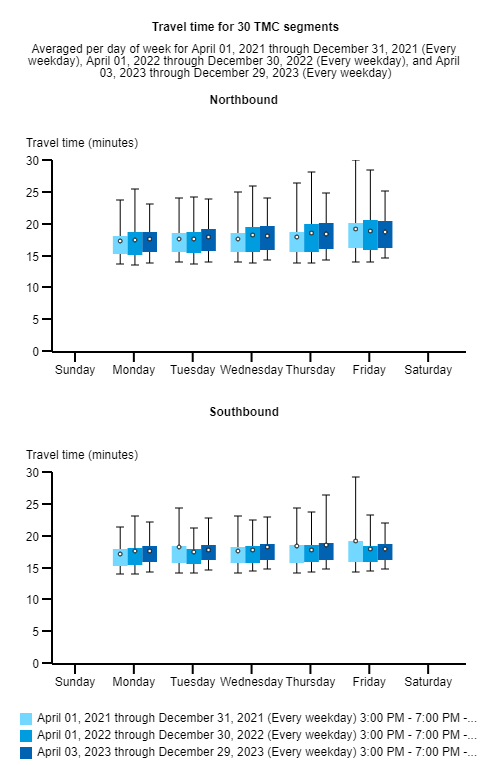 Travel time for 30 TMC segments
Averaged per day of week for April 01, 2021 through December 31, 2021 (Every
weekday), April 01, 2022 through December 30, 2022 (Every weekday), and April
03, 2023 through December 29, 2023 (Every weekday)
Northbound
Travel time (minutes)
30
25
20
15
10
5
0
Sunday Monday Tuesday Wednesday Thursday Friday Saturday
Southbound
Travel time (minutes)
30
25
20
15
10
5
0
Sunday Monday Tuesday Wednesday Thursday Friday Saturday
April 01, 2021 through December 31, 2021 (Every weekday) 3:00 PM - 7:00 PM -...
April 01, 2022 through December 30, 2022 (Every weekday) 3:00 PM - 7:00 PM -...
April 03, 2023 through December 29, 2023 (Every weekday) 3:00 PM - 7:00 PM -...